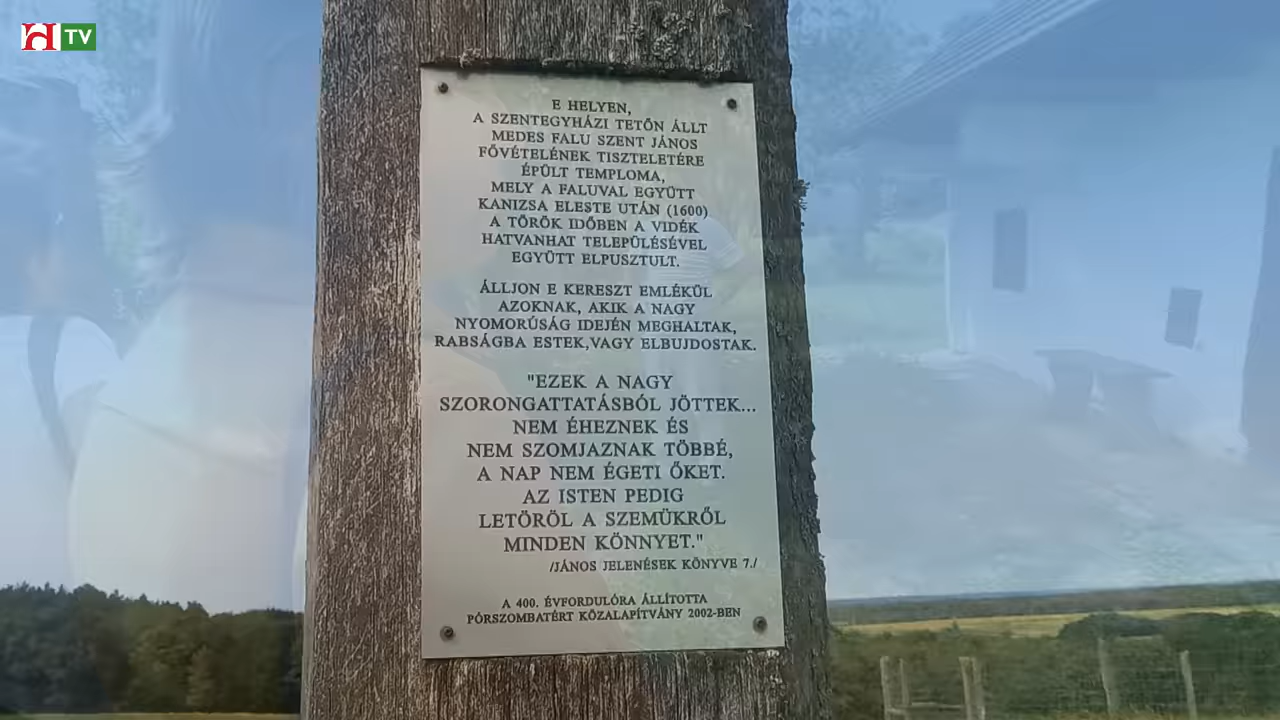 TV
E HELYEN,
A SZENTEGYHÁZI TETŐN ÁLLT
MEDES FALU SZENT JÁNOS
FŐVÉTELÉNEK TISZTELETÉRE
ÉPÜLT TEMPLOMA,
MELY A FALUVAL EGYÜTT
KANIZSA ELESTE UTÁN (1600)
A TÖRÖK IDŐBEN A VIDÉK
HATVANHAT TELEPÜLÉSÉVEL
EGYÜTT ELPUSZTULT.
ÁLLJON E KERESZT EMLÉKÜL
AZOKNAK, AKIK A NAGY
NYOMORÚSÁG IDEJÉN MEGHALTAK,
RABSÁGBA ESTEK,VAGY ELBUJDOSTAK.
"EZEK A NAGY
SZORONGATTATÁSBÓL JÖTTEK...
NEM ÉHEZNEK ÉS
NEM SZOMJAZNAK TÖBBÉ,
A NAP NEM ÉGETI ŐKET.
AZ ISTEN PEDIG
LETÖRÖL A SZEMÜKRŐL
MINDEN KÖNNYET."
/JÁNOS JELENÉSEK KÖNYVE 7./
A 400. ÉVFORDULÓRA ÁLLÍTOTTA
PÓRSZOMBATÉRT KÖZALAPÍTVÁNY 2002-BEN